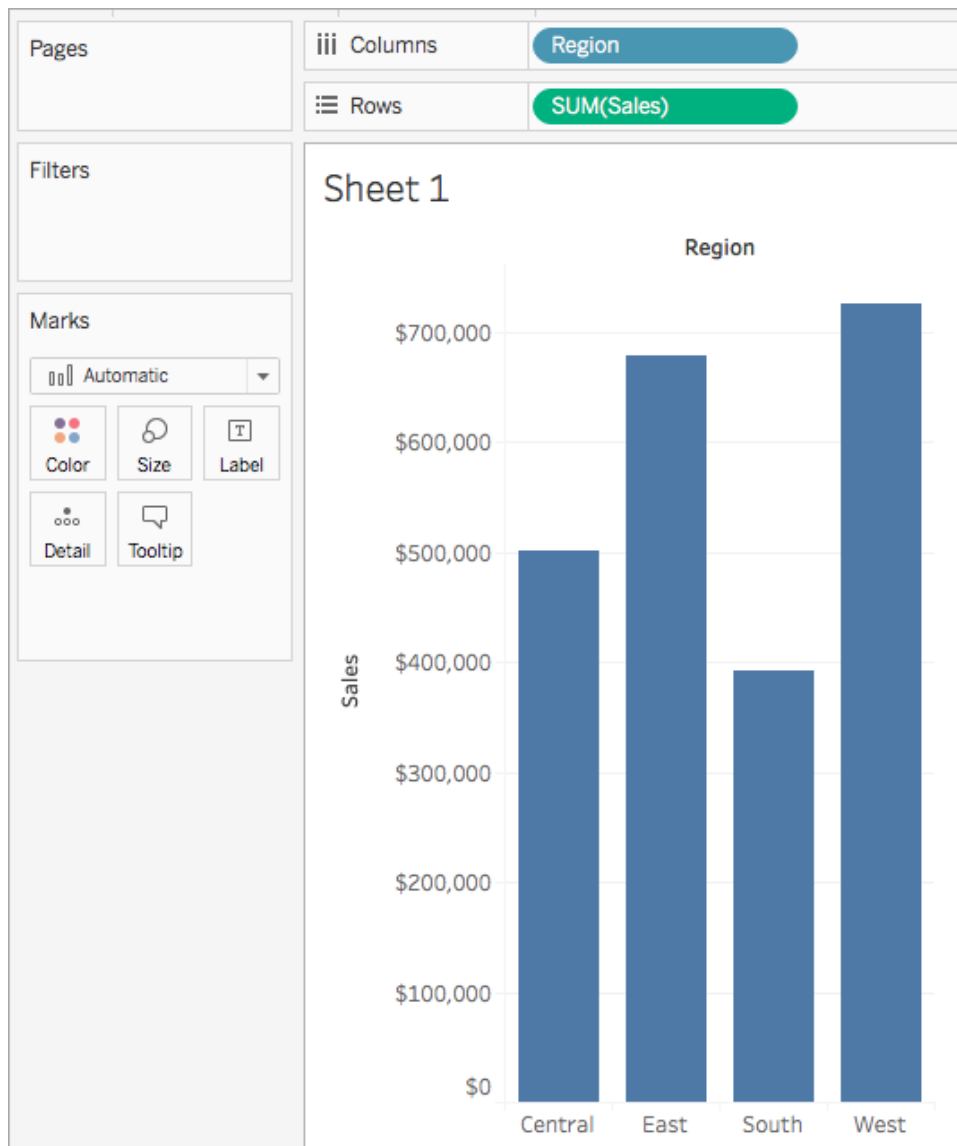 Pages
Columns
Region
Rows
SUM(Sales)
Filters
Marks
Automatic
Color
Size
T
Label
Detail
Tooltip
Sheet 1
Region
Sales
$700,000
$600,000
$500,000
$400,000
$300,000
$200,000
$100,000
$0
Central East South West